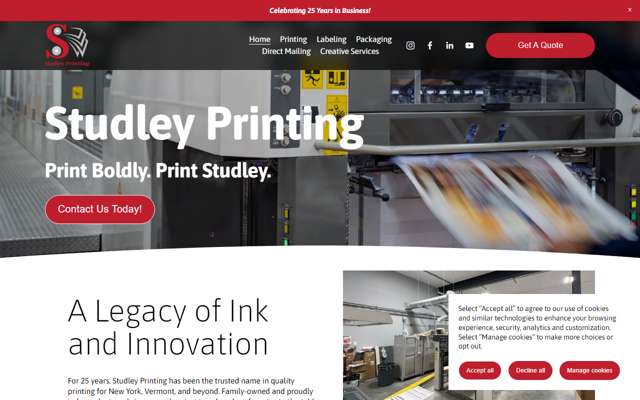 Celebrating 25 Years in Business!
x
Studley Printing
Home Printing Labeling Packaging
Direct Mailing Creative Services
Get A Quote
Studley Printing
Print Boldly. Print Studley.
Contact Us Today!
A Legacy of Ink
and Innovation
For 25 years, Studley Printing has been the trusted name in quality
printing for New York, Vermont, and beyond. Family-owned and proudly
Select "Accept all" to agree to our use of cookies
and similar technologies to enhance your browsing
experience, security, analytics and customization.
Select "Manage cookies" to make more choices or
opt out.
Accept all Decline all Manage cookies